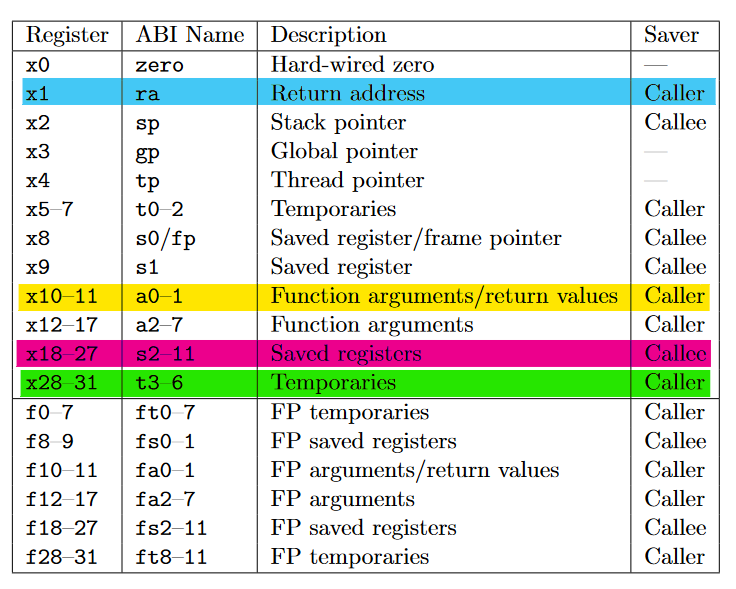 Register ABI Name Description Saver
x0 zero Hard-wired zero —
x1 ra Return address Caller
x2 sp Stack pointer Callee
x3 gp Global pointer —
x4 tp Thread pointer —
x5–7 t0–2 Temporaries Caller
x8 s0/fp Saved register/frame pointer Callee
x9 s1 Saved register Callee
x10–11 a0–1 Function arguments/return values Caller
x12–17 a2–7 Function arguments Caller
x18–27 s2–11 Saved registers Callee
x28–31 t3–6 Temporaries Caller
f0–7 ft0–7 FP temporaries Caller
f8–9 fs0–1 FP saved registers Callee
f10–11 fa0–1 FP arguments/return values Caller
f12–17 fa2–7 FP arguments Caller
f18–27 fs2–11 FP saved registers Callee
f28–31 ft8–11 FP temporaries Caller